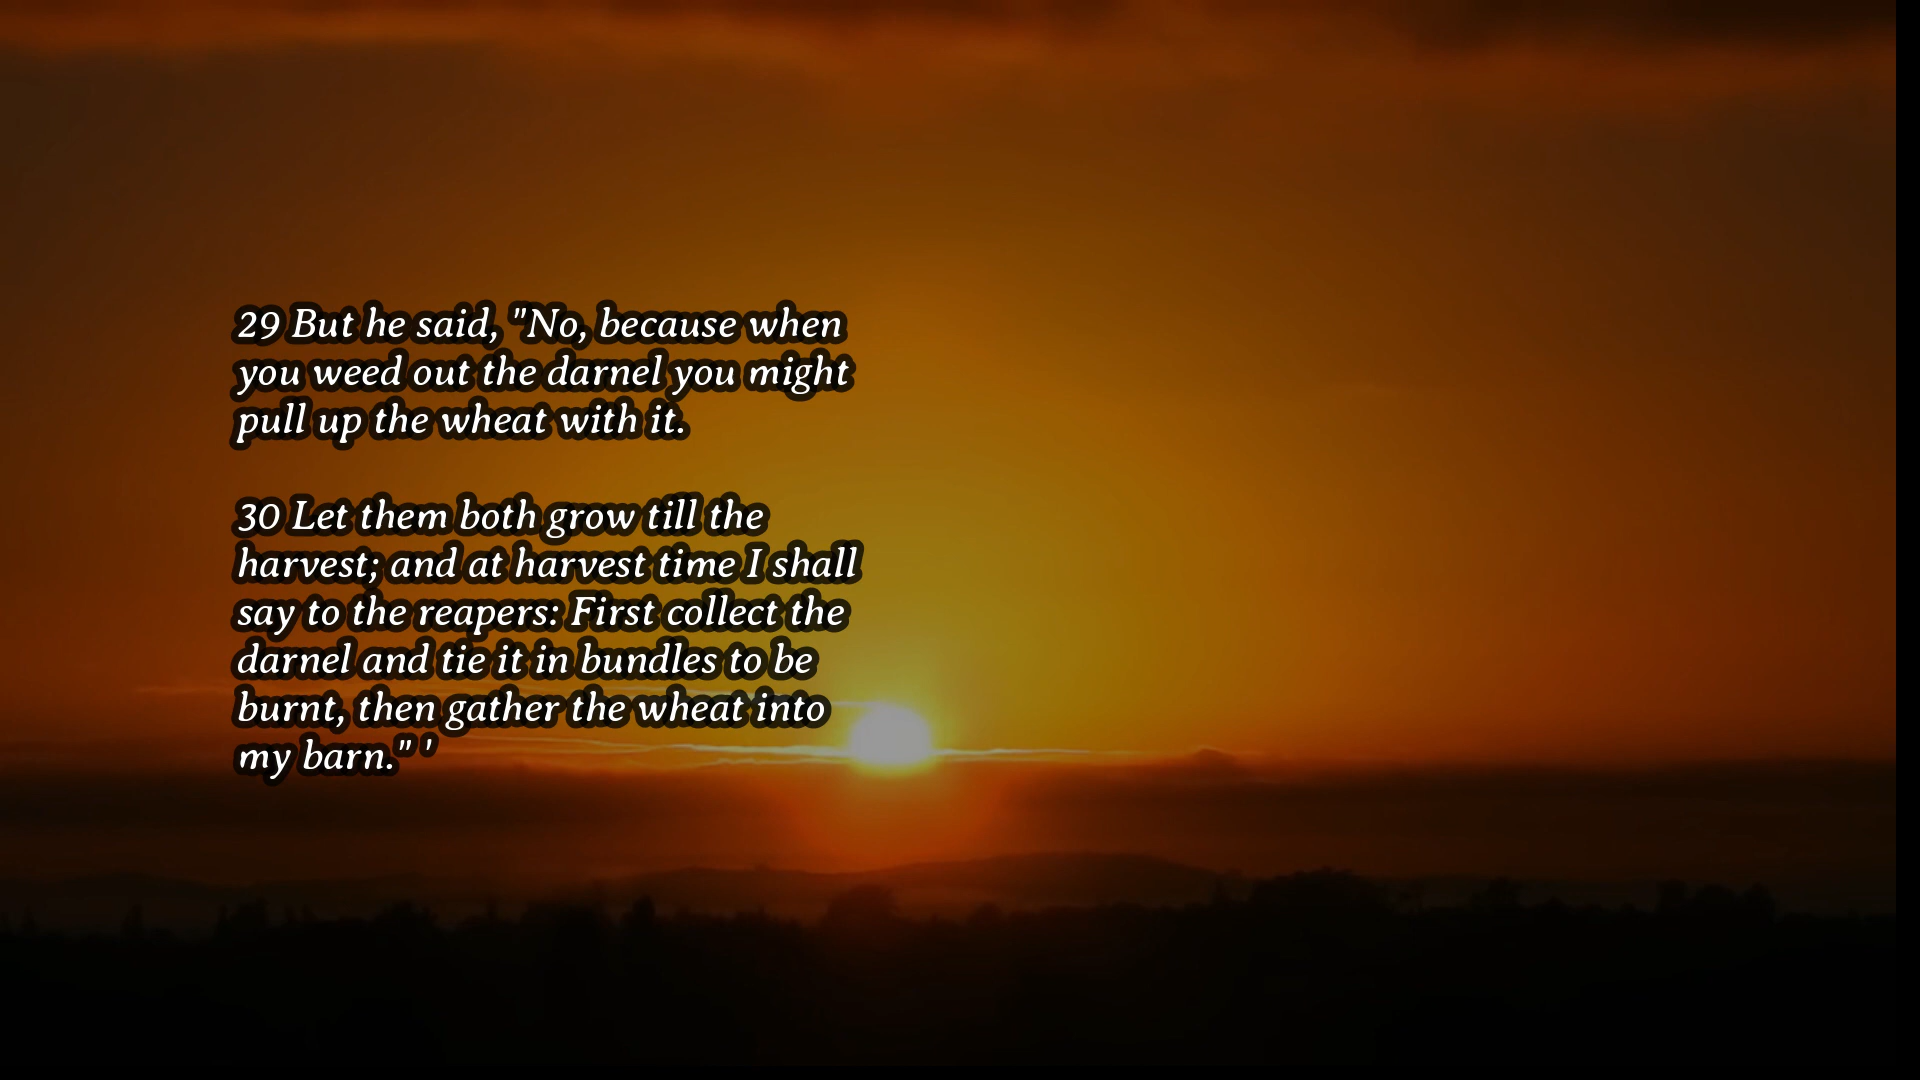 29 But he said, "No, because when
you weed out the darnel you might
pull up the wheat with it.
30 Let them both grow till the
harvest; and at harvest time I shall
say to the reapers: First collect the
darnel and tie it in bundles to be
burnt, then gather the wheat into
my barn." '